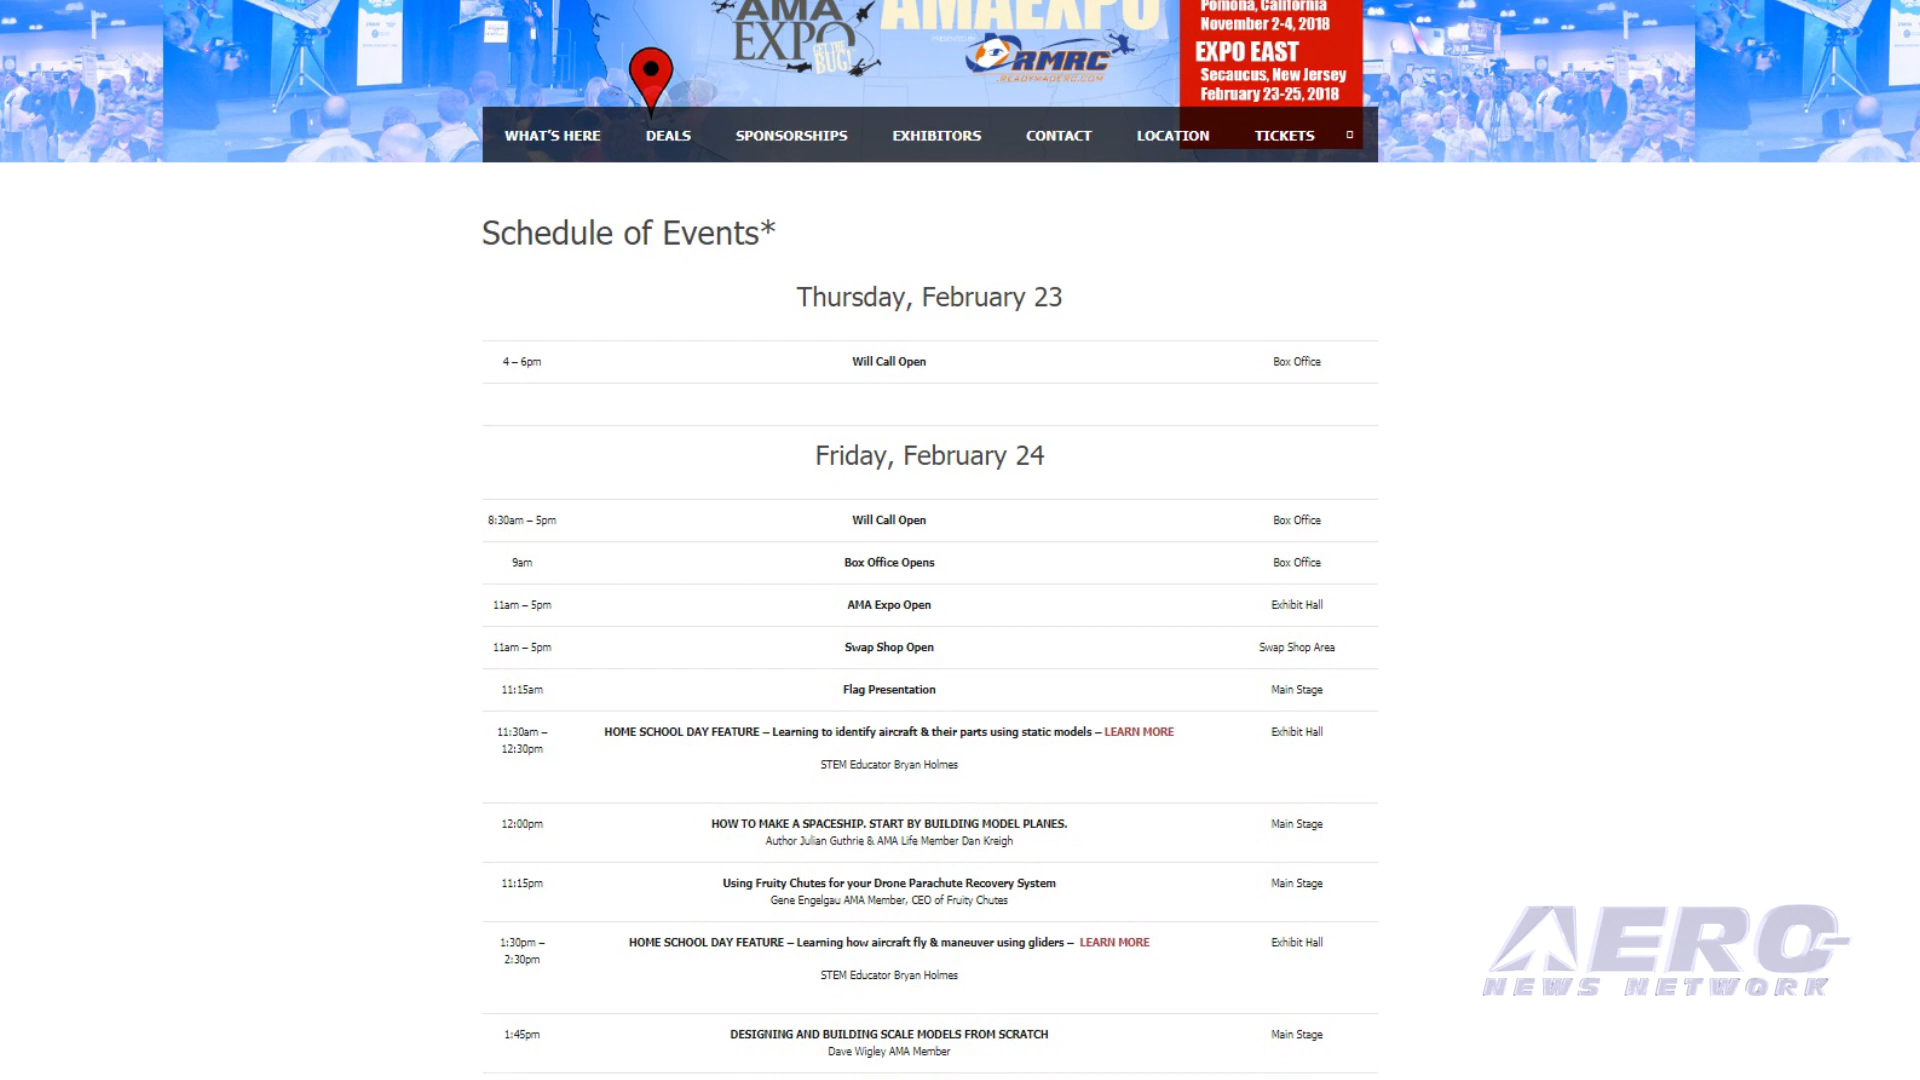 AMA
EXPO
GET THE
BUG!
AMAEXPO
PRESENTED BY
RMRC
.READYMADERC.COM
Pomona, California
November 2-4, 2018
EXPO EAST
Secaucus, New Jersey
February 23-25, 2018
WHAT'S HERE DEALS SPONSORSHIPS EXHIBITORS CONTACT LOCATION TICKETS
Schedule of Events*
Thursday, February 23
4 – 6pm Will Call Open Box Office
Friday, February 24
8:30am – 5pm Will Call Open Box Office
9am Box Office Opens Box Office
11am – 5pm AMA Expo Open Exhibit Hall
11am – 5pm Swap Shop Open Swap Shop Area
11:15am Flag Presentation Main Stage
11:30am – HOME SCHOOL DAY FEATURE – Learning to identify aircraft & their parts using static models – LEARN MORE Exhibit Hall
12:30pm
STEM Educator Bryan Holmes
12:00pm HOW TO MAKE A SPACESHIP. START BY BUILDING MODEL PLANES. Main Stage
Author Julian Guthrie & AMA Life Member Dan Kreigh
11:15pm Using Fruity Chutes for your Drone Parachute Recovery System Main Stage
Gene Engelgau AMA Member, CEO of Fruity Chutes
1:30pm – HOME SCHOOL DAY FEATURE – Learning how aircraft fly & maneuver using gliders – LEARN MORE Exhibit Hall
2:30pm
STEM Educator Bryan Holmes
1:45pm DESIGNING AND BUILDING SCALE MODELS FROM SCRATCH Main Stage
Dave Wigley AMA Member
AERO
NEWS NETWORK